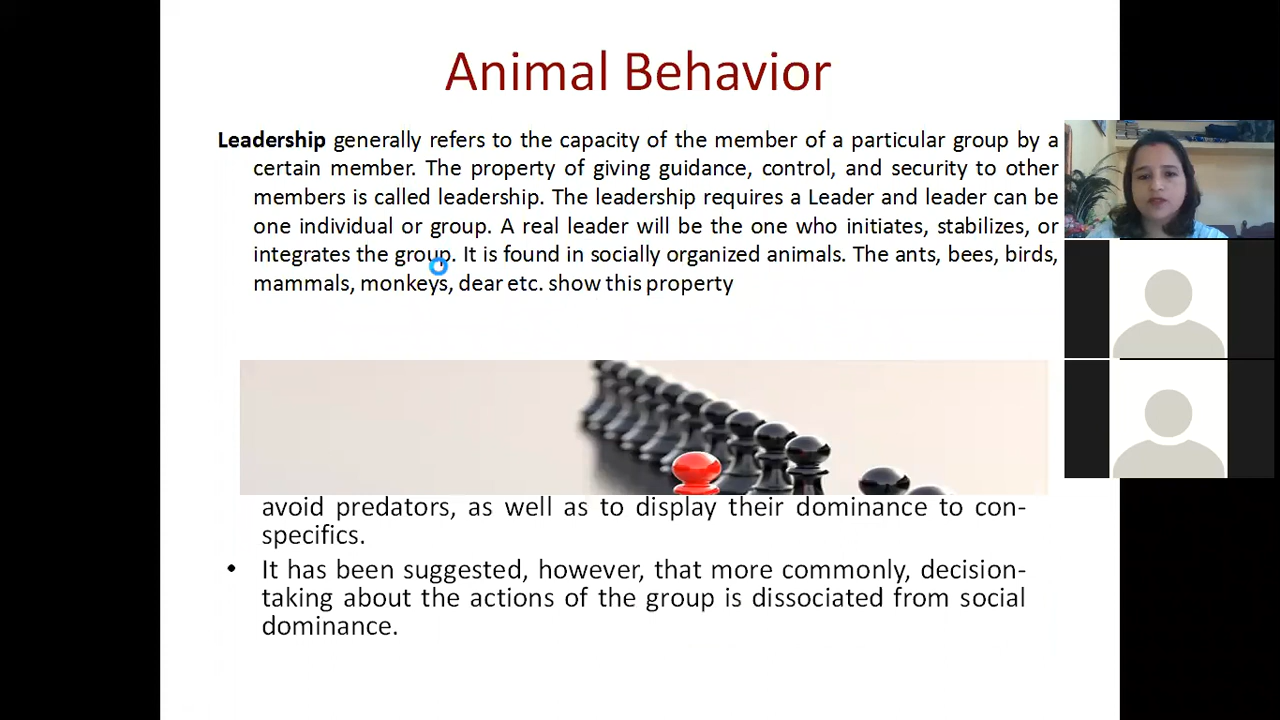 Animal Behavior
Leadership generally refers to the capacity of the member of a particular group by a
certain member. The property of giving guidance, control, and security to other
members is called leadership. The leadership requires a Leader and leader can be
one individual or group. A real leader will be the one who initiates, stabilizes, or
integrates the group. It is found in socially organized animals. The ants, bees, birds,
mammals, monkeys, dear etc. show this property
avoid predators, as well as to display their dominance to con-
specifics.
• It has been suggested, however, that more commonly, decision-
taking about the actions of the group is dissociated from social
dominance.